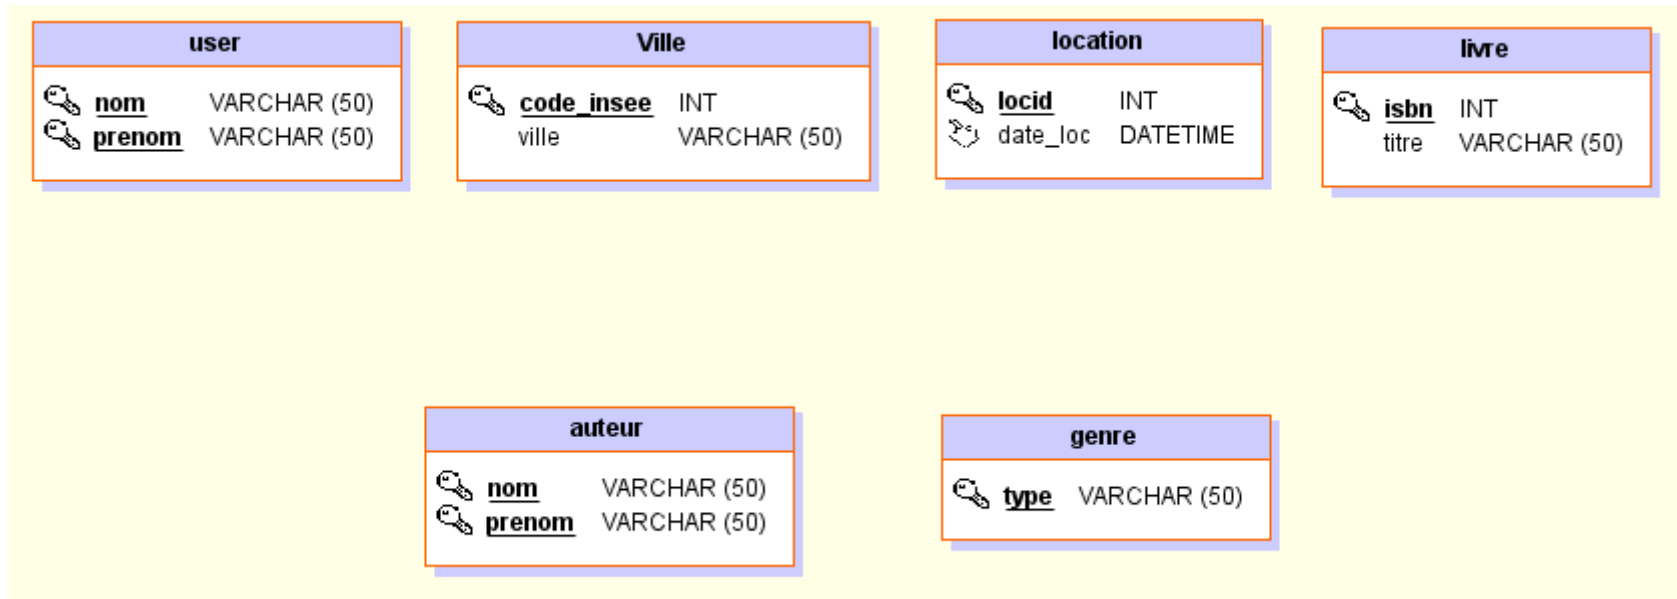 user
nom VARCHAR (50)
prenom VARCHAR (50)
Ville
code_insee INT
ville VARCHAR (50)
location
locid INT
date_loc DATETIME
livre
isbn INT
titre VARCHAR (50)
auteur
nom VARCHAR (50)
prenom VARCHAR (50)
genre
type VARCHAR (50)